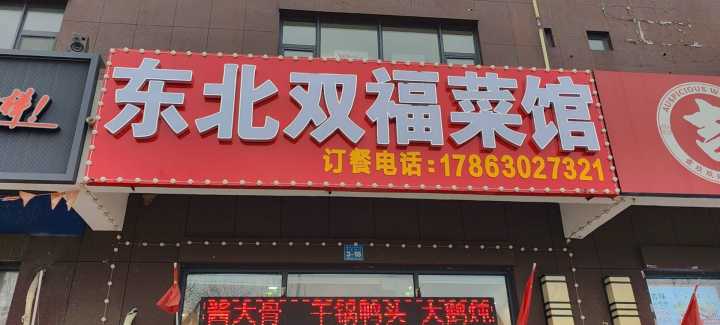 东北双福菜馆
订餐电话:17863027321
AUSPICIOUS W
3-18
酱大骨 干锅鸭头 大鹅炖